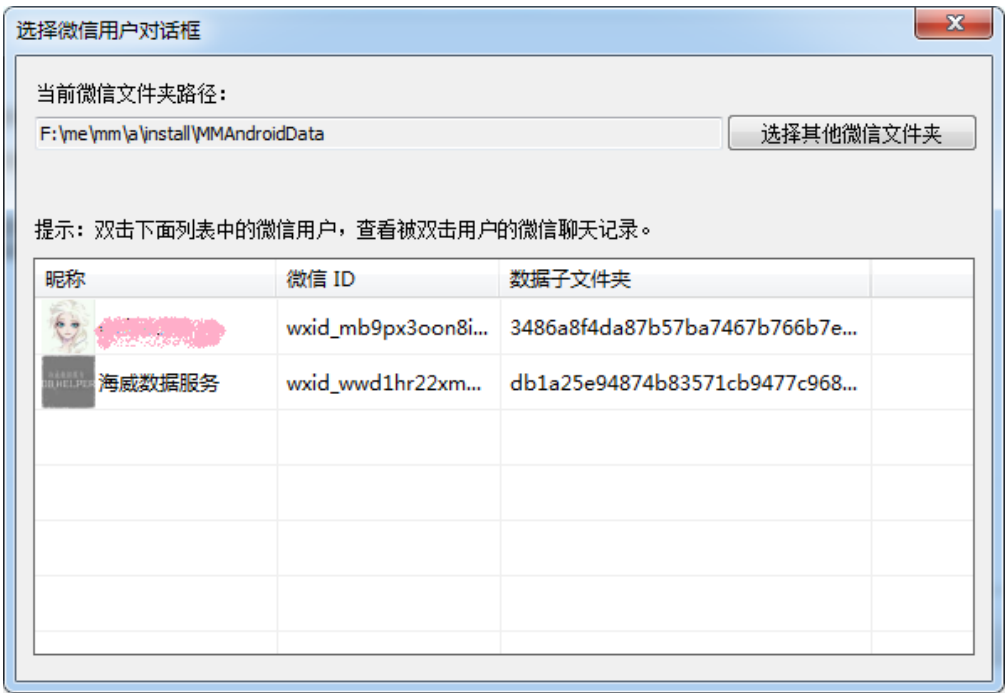 选择微信用户对话框
当前微信文件夹路径：
F:\me\mm\a\install\MMAndroidData
选择其他微信文件夹
提示：双击下面列表中的微信用户，查看被双击用户的微信聊天记录。
昵称 微信 ID 数据子文件夹
wxid_mb9px3oon8i... 3486a8f4da87b57ba7467b766b7e...
海威数据服务 wxid_wwd1hr22xm... db1a25e94874b83571cb9477c968...